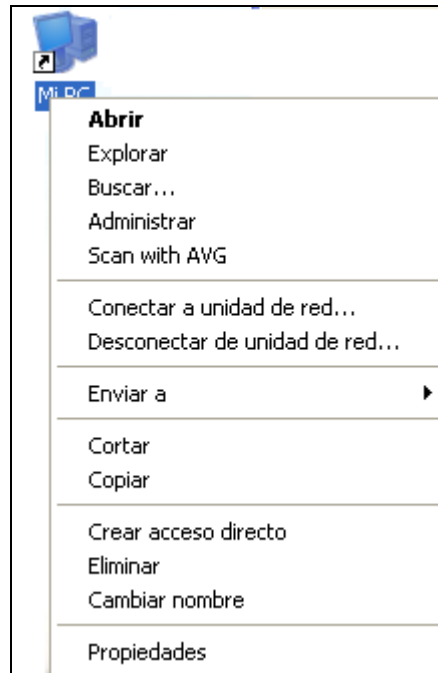 Mi PC
Abrir
Explorar
Buscar...
Administrar
Scan with AVG
Conectar a unidad de red...
Desconectar de unidad de red...
Enviar a
Cortar
Copiar
Crear acceso directo
Eliminar
Cambiar nombre
Propiedades